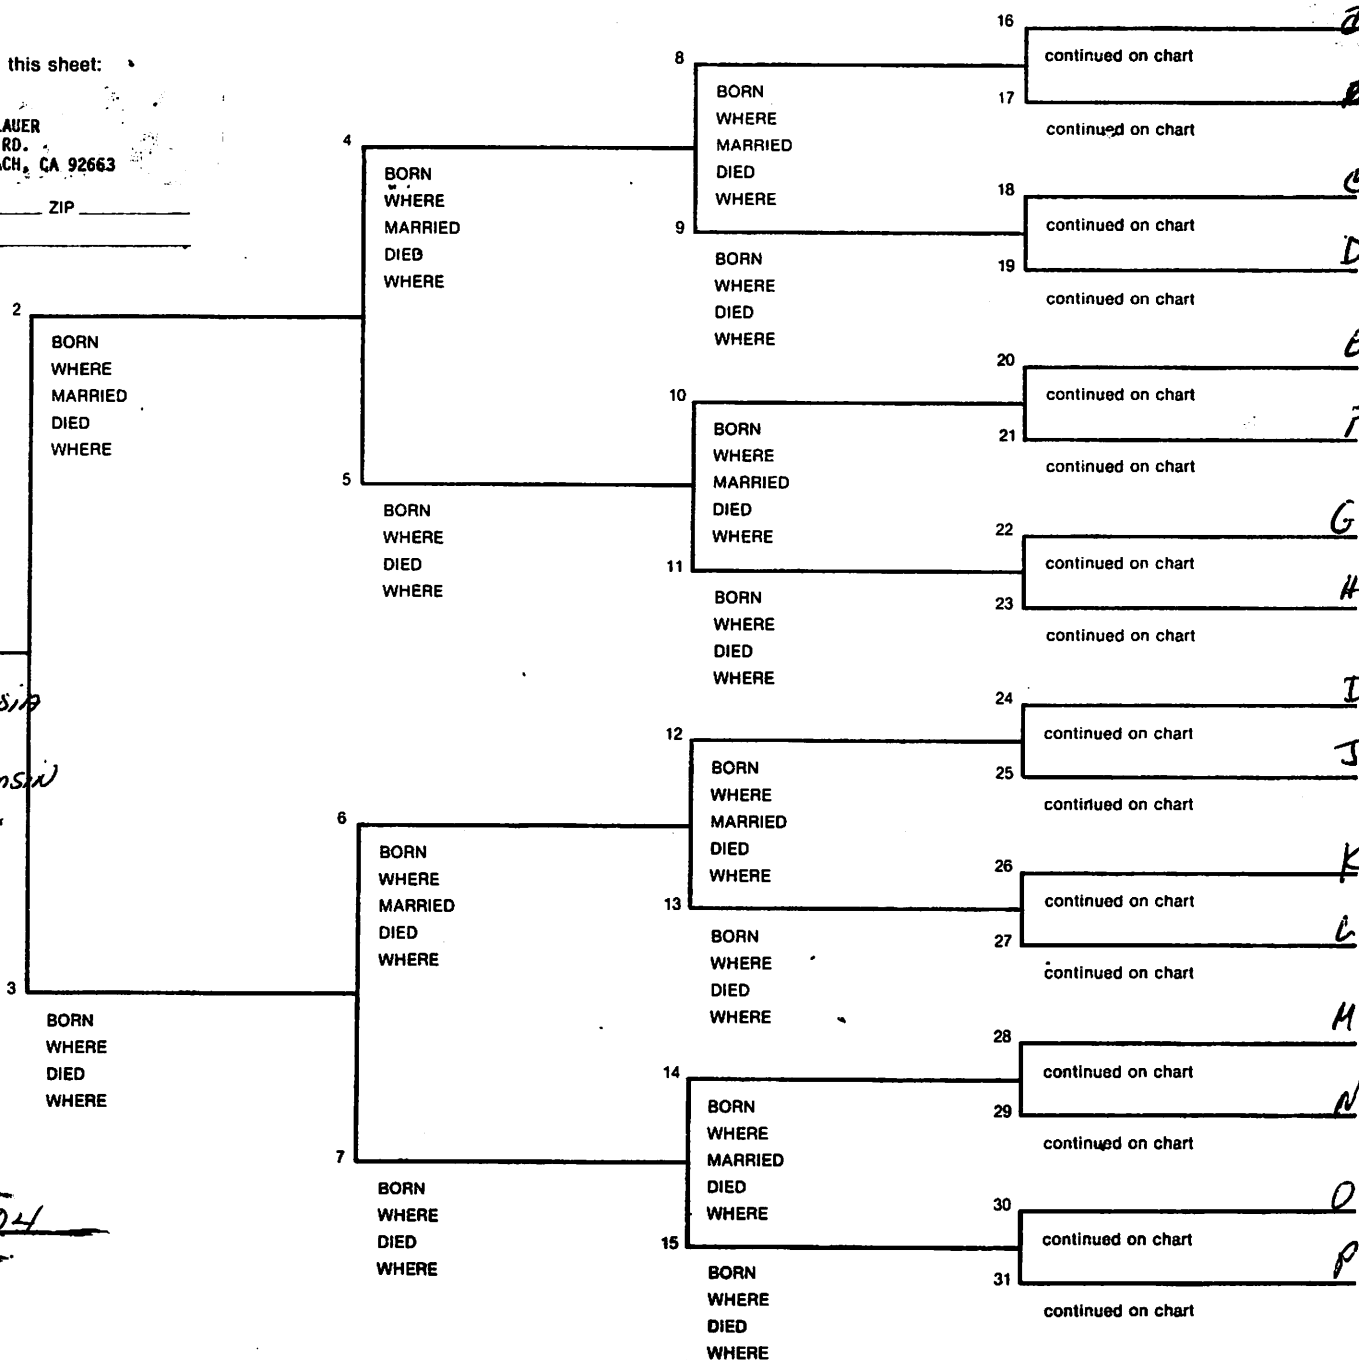 this sheet:
LAUER
RD.
ACH, CA 92663
ZIP
2
BORN
WHERE
MARRIED
DIED
WHERE
3
BORN
WHERE
DIED
WHERE
04
4
BORN
WHERE
MARRIED
DIED
WHERE
5
BORN
WHERE
DIED
WHERE
6
BORN
WHERE
MARRIED
DIED
WHERE
7
BORN
WHERE
DIED
WHERE
8
BORN
WHERE
MARRIED
DIED
WHERE
9
BORN
WHERE
DIED
WHERE
10
BORN
WHERE
MARRIED
DIED
WHERE
11
BORN
WHERE
DIED
WHERE
12
BORN
WHERE
MARRIED
DIED
WHERE
13
BORN
WHERE
DIED
WHERE
14
BORN
WHERE
MARRIED
DIED
WHERE
15
BORN
WHERE
DIED
WHERE
16
continued on chart
17
continued on chart
18 C
continued on chart
19 D
continued on chart
20 E
continued on chart
21 F
continued on chart
22 G
continued on chart
23 H
continued on chart
24 I
continued on chart
25 J
continued on chart
26 K
continued on chart
27 L
continued on chart
28 M
continued on chart
29 N
continued on chart
30 O
continued on chart
31 P
continued on chart